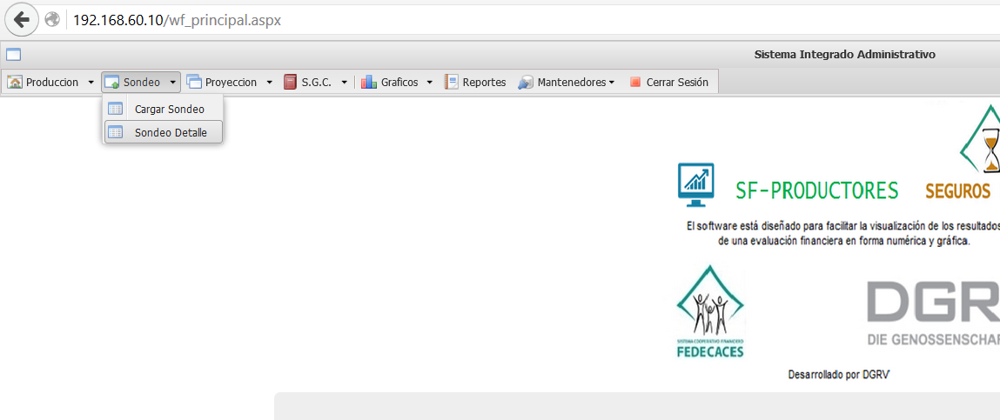 192.168.60.10/wf_principal.aspx
Sistema Integrado Administrativo
Produccion Sondeo Proyeccion S.G.C. Graficos Reportes Mantenedores Cerrar Sesión
Cargar Sondeo
Sondeo Detalle
SF-PRODUCTORES SEGUROS
El software está diseñado para facilitar la visualización de los resultados
de una evaluación financiera en forma numérica y gráfica.
DGR
DIE GENOSSENSCHA
SISTEMA COOPERATIVO FINANCIERO
FEDECACES
Desarrollado por DGRV